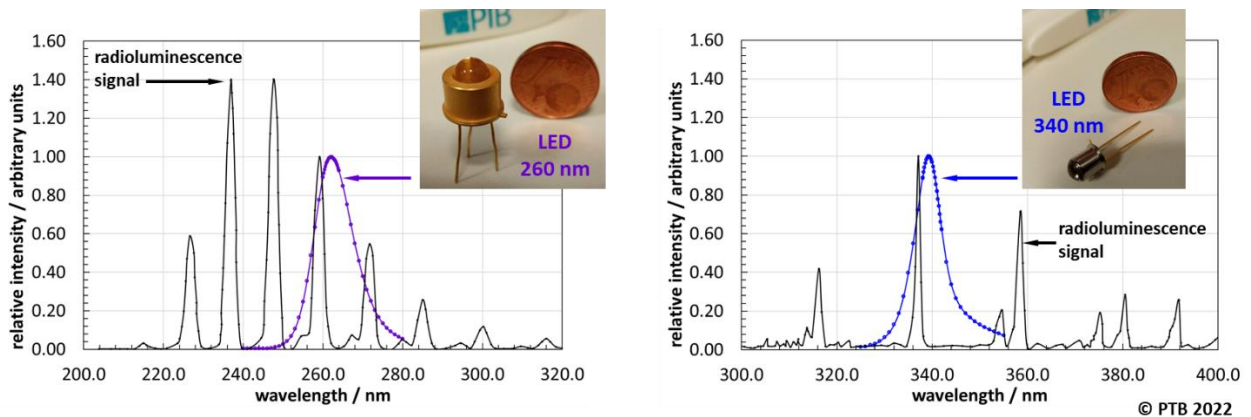 PTB
1.60
1.40
1.20
1.00
0.80
0.60
0.40
0.20
0.00
relative intensity / arbitrary units
radioluminescence
signal
LED
260 nm
200.0 220.0 240.0 260.0 280.0 300.0 320.0
wavelength / nm
PTB
1.60
1.40
1.20
1.00
0.80
0.60
0.40
0.20
0.00
relative intensity / arbitrary units
LED
340 nm
radioluminescence
signal
300.0 320.0 340.0 360.0 380.0 400.0
wavelength / nm
© PTB 2022